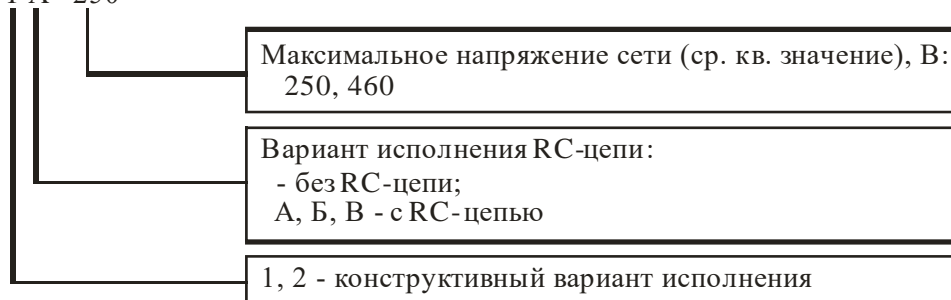 Максимальное напряжение сети (ср. кв. значение), В:
250, 460
Вариант исполнения RC-цепи:
- без RC-цепи;
А, Б, В - с RC-цепью
1, 2 - конструктивный вариант исполнения